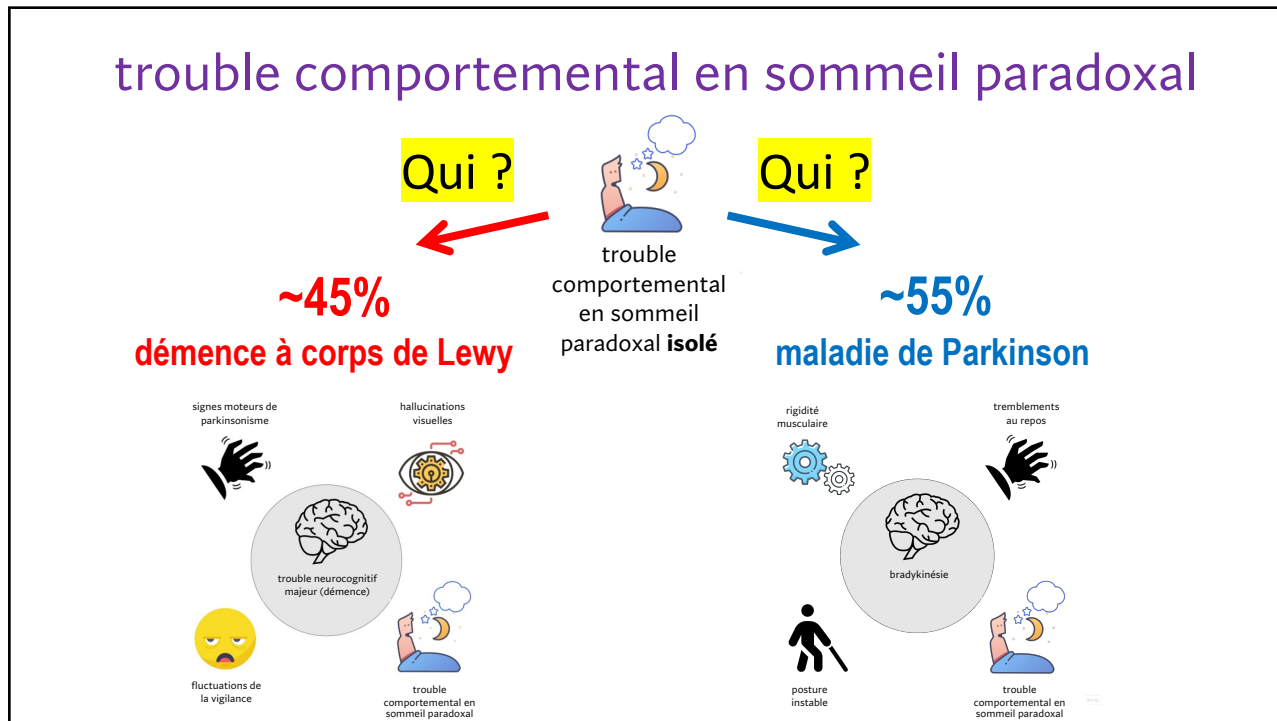 trouble comportemental en sommeil paradoxal
Qui ?
Qui ?
trouble
comportemental
en sommeil
paradoxal isolé
~45%
démence à corps de Lewy
~55%
maladie de Parkinson
signes moteurs de
parkinsonisme
hallucinations
visuelles
trouble neurocognitif
majeur (démence)
fluctuations de
la vigilance
trouble
comportemental en
sommeil paradoxal
rigidité
musculaire
tremblements
au repos
bradykinésie
posture
instable
trouble
comportemental en
sommeil paradoxal